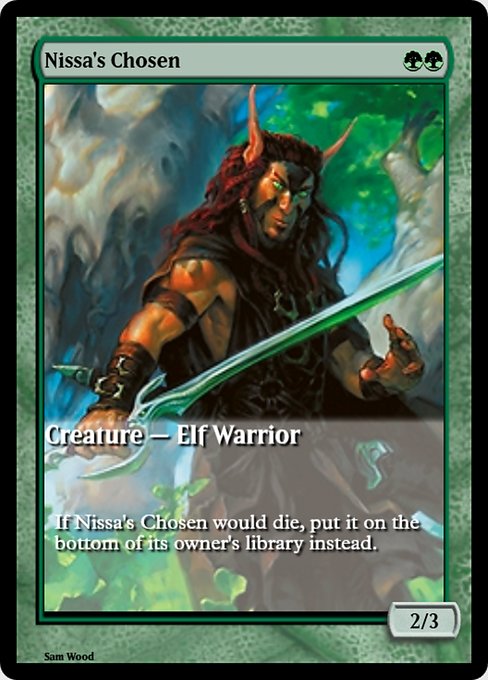 Nissa's Chosen
Creature — Elf Warrior
If Nissa's Chosen would die, put it on the
bottom of its owner's library instead.
2/3
Sam Wood